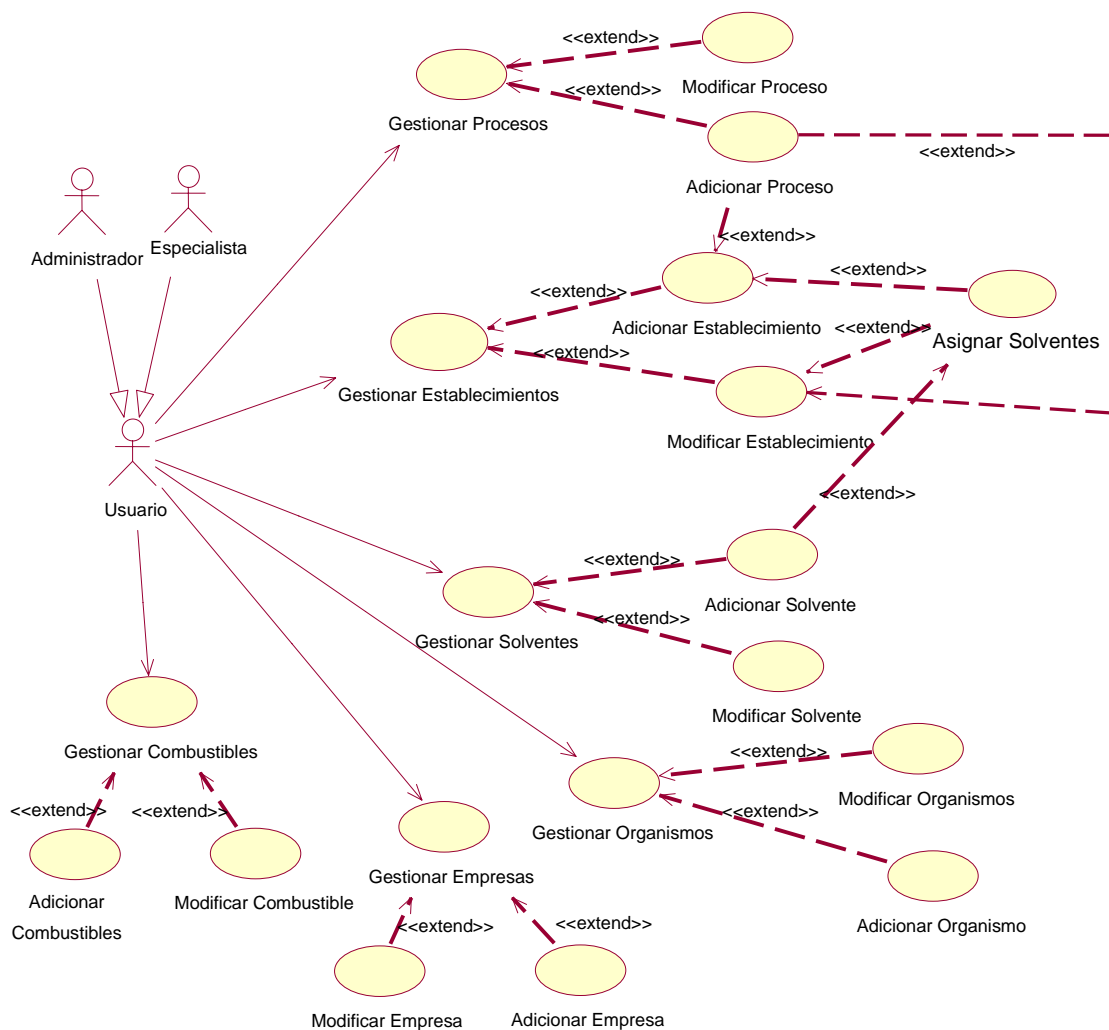 <<extend>>
Modificar Proceso
<<extend>>
Gestionar Procesos
<<extend>>
Adicionar Proceso
Administrador
Especialista
<<extend>>
<<extend>>
Adicionar Establecimiento
<<extend>>
<<extend>>
Asignar Solventes
<<extend>>
Gestionar Establecimientos
Modificar Establecimiento
<<extend>>
Usuario
<<extend>>
Adicionar Solvente
<<extend>>
Gestionar Solventes
Modificar Solvente
Gestionar Combustibles
<<extend>>
Modificar Organismos
<<extend>>
<<extend>>
Gestionar Organismos
<<extend>>
Gestionar Empresas
Adicionar
Combustibles
Modificar Combustible
Adicionar Organismo
<<extend>>
<<extend>>
Modificar Empresa
Adicionar Empresa